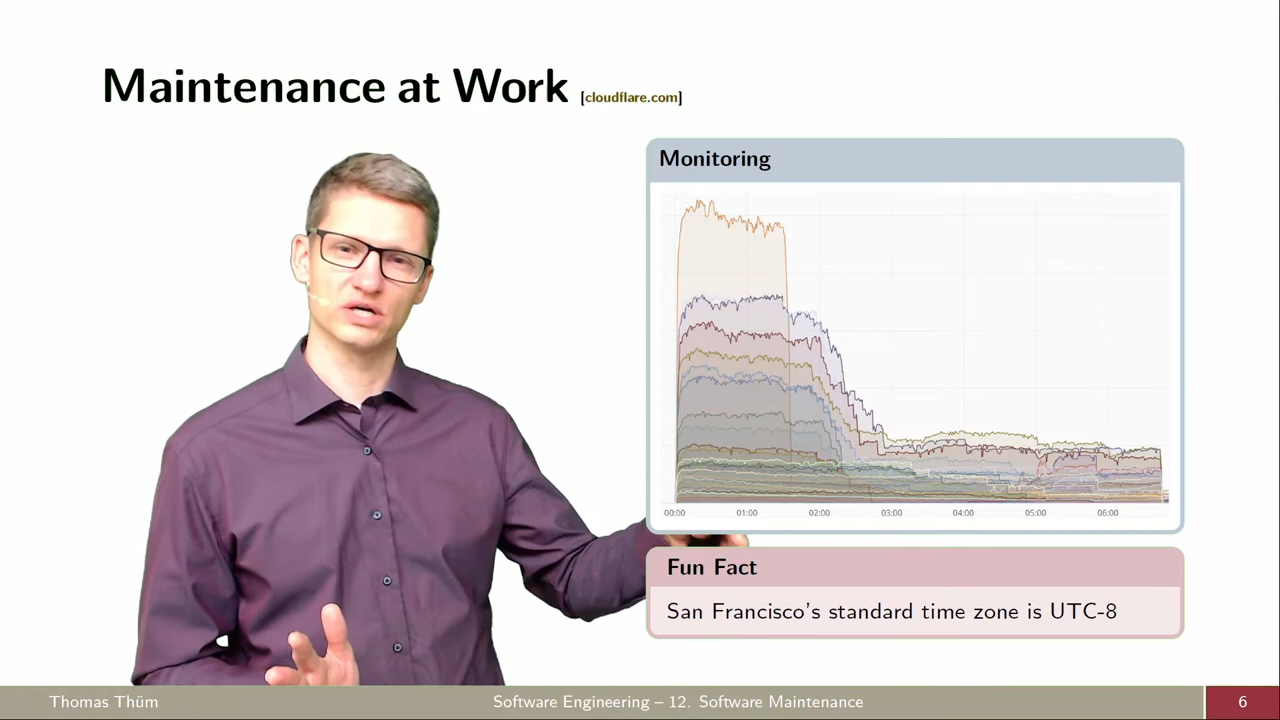 Maintenance at Work [cloudflare.com]
Monitoring
00:00 01:00 02:00 03:00 04:00 05:00 06:00
Fun Fact
San Francisco's standard time zone is UTC-8
Thomas Thüm Software Engineering – 12. Software Maintenance 6